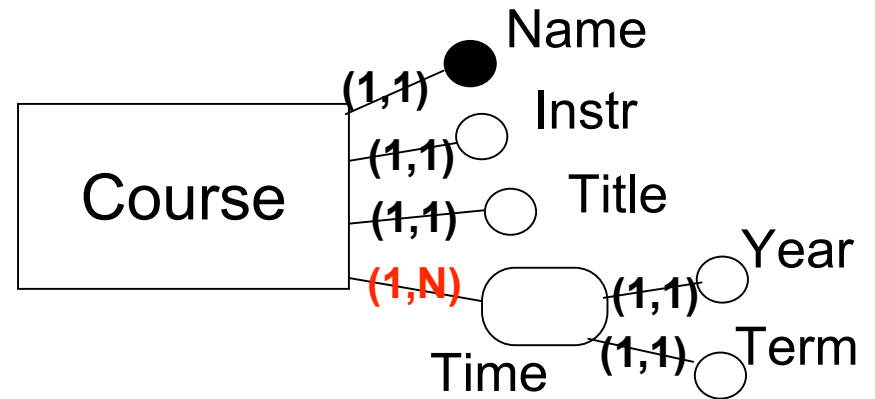 Name
(1,1)
Instr
(1,1)
Course
Title
(1,1)
Year
(1,N)
(1,1)
Time
(1,1)
Term